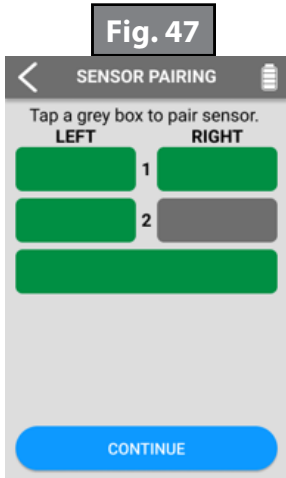 Fig. 47
SENSOR PAIRING
Tap a grey box to pair sensor.
LEFT RIGHT
1
2
CONTINUE